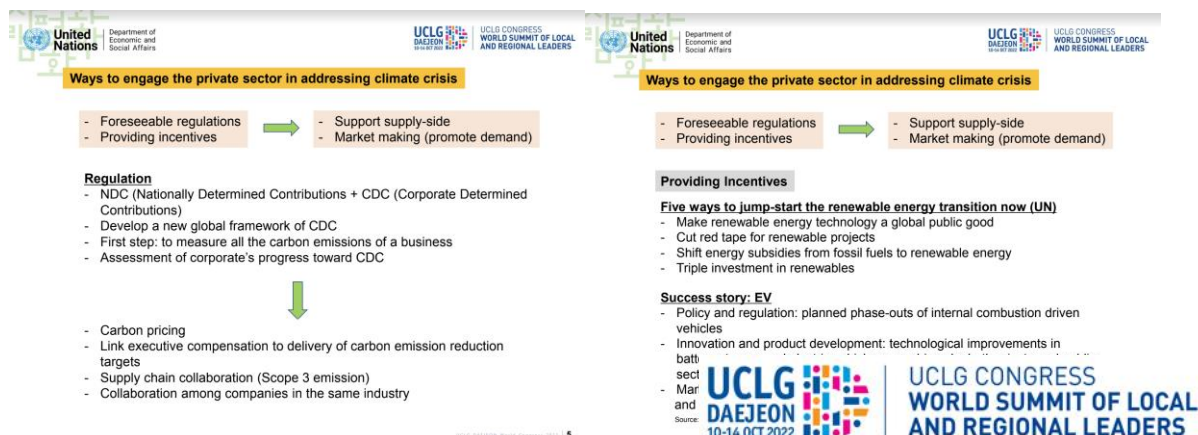 United
Nations
Department of
Economic and
Social Affairs
UCLG
DAEJEON
10-14 OCT 2022
UCLG CONGRESS
WORLD SUMMIT OF LOCAL
AND REGIONAL LEADERS
Ways to engage the private sector in addressing climate crisis
- Foreseeable regulations
- Providing incentives
- Support supply-side
- Market making (promote demand)
Regulation
- NDC (Nationally Determined Contributions + CDC (Corporate Determined
Contributions)
- Develop a new global framework of CDC
- First step: to measure all the carbon emissions of a business
- Assessment of corporate's progress toward CDC
- Carbon pricing
- Link executive compensation to delivery of carbon emission reduction
targets
- Supply chain collaboration (Scope 3 emission)
- Collaboration among companies in the same industry
5
United
Nations
Department of
Economic and
Social Affairs
UCLG
DAEJEON
10-14 OCT 2022
UCLG CONGRESS
WORLD SUMMIT OF LOCAL
AND REGIONAL LEADERS
Ways to engage the private sector in addressing climate crisis
- Foreseeable regulations
- Providing incentives
- Support supply-side
- Market making (promote demand)
Providing Incentives
Five ways to jump-start the renewable energy transition now (UN)
- Make renewable energy technology a global public good
- Cut red tape for renewable projects
- Shift energy subsidies from fossil fuels to renewable energy
- Triple investment in renewables
Success story: EV
- Policy and regulation: planned phase-outs of internal combustion driven
vehicles
- Innovation and product development: technological improvements in
batt
sect
- Mar
and
Source:
UCLG
DAEJEON
10-14 OCT 2022
UCLG CONGRESS
WORLD SUMMIT OF LOCAL
AND REGIONAL LEADERS